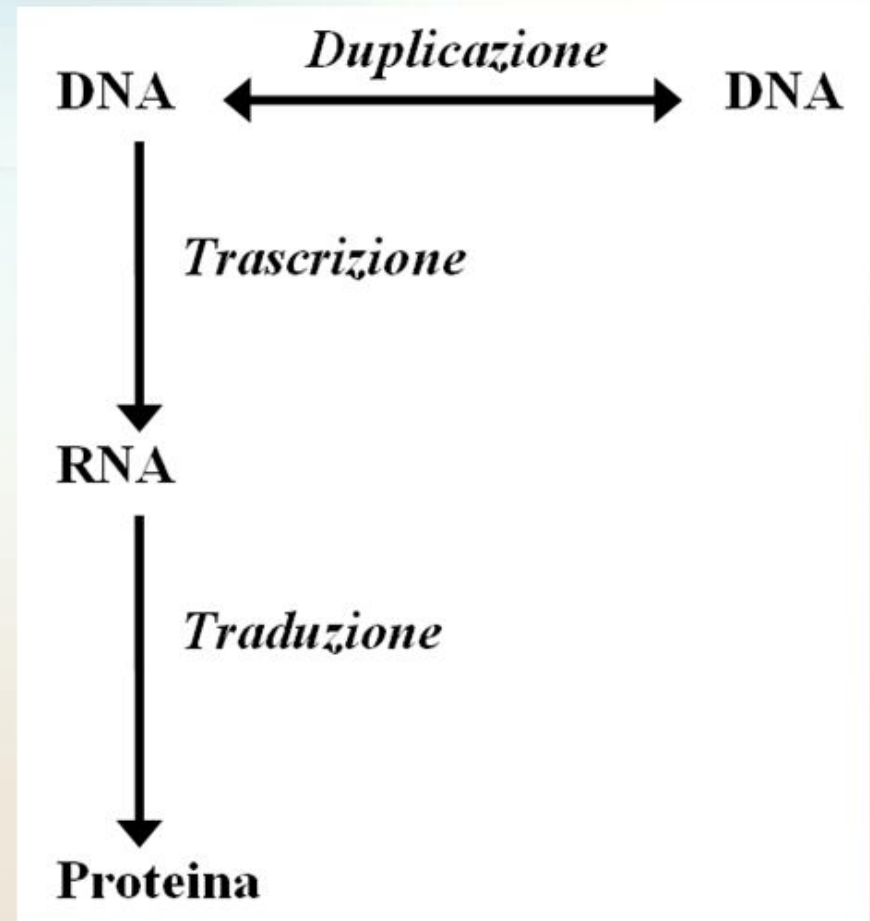 Duplicazione
DNA DNA
Trascrizione
RNA
Traduzione
Proteina